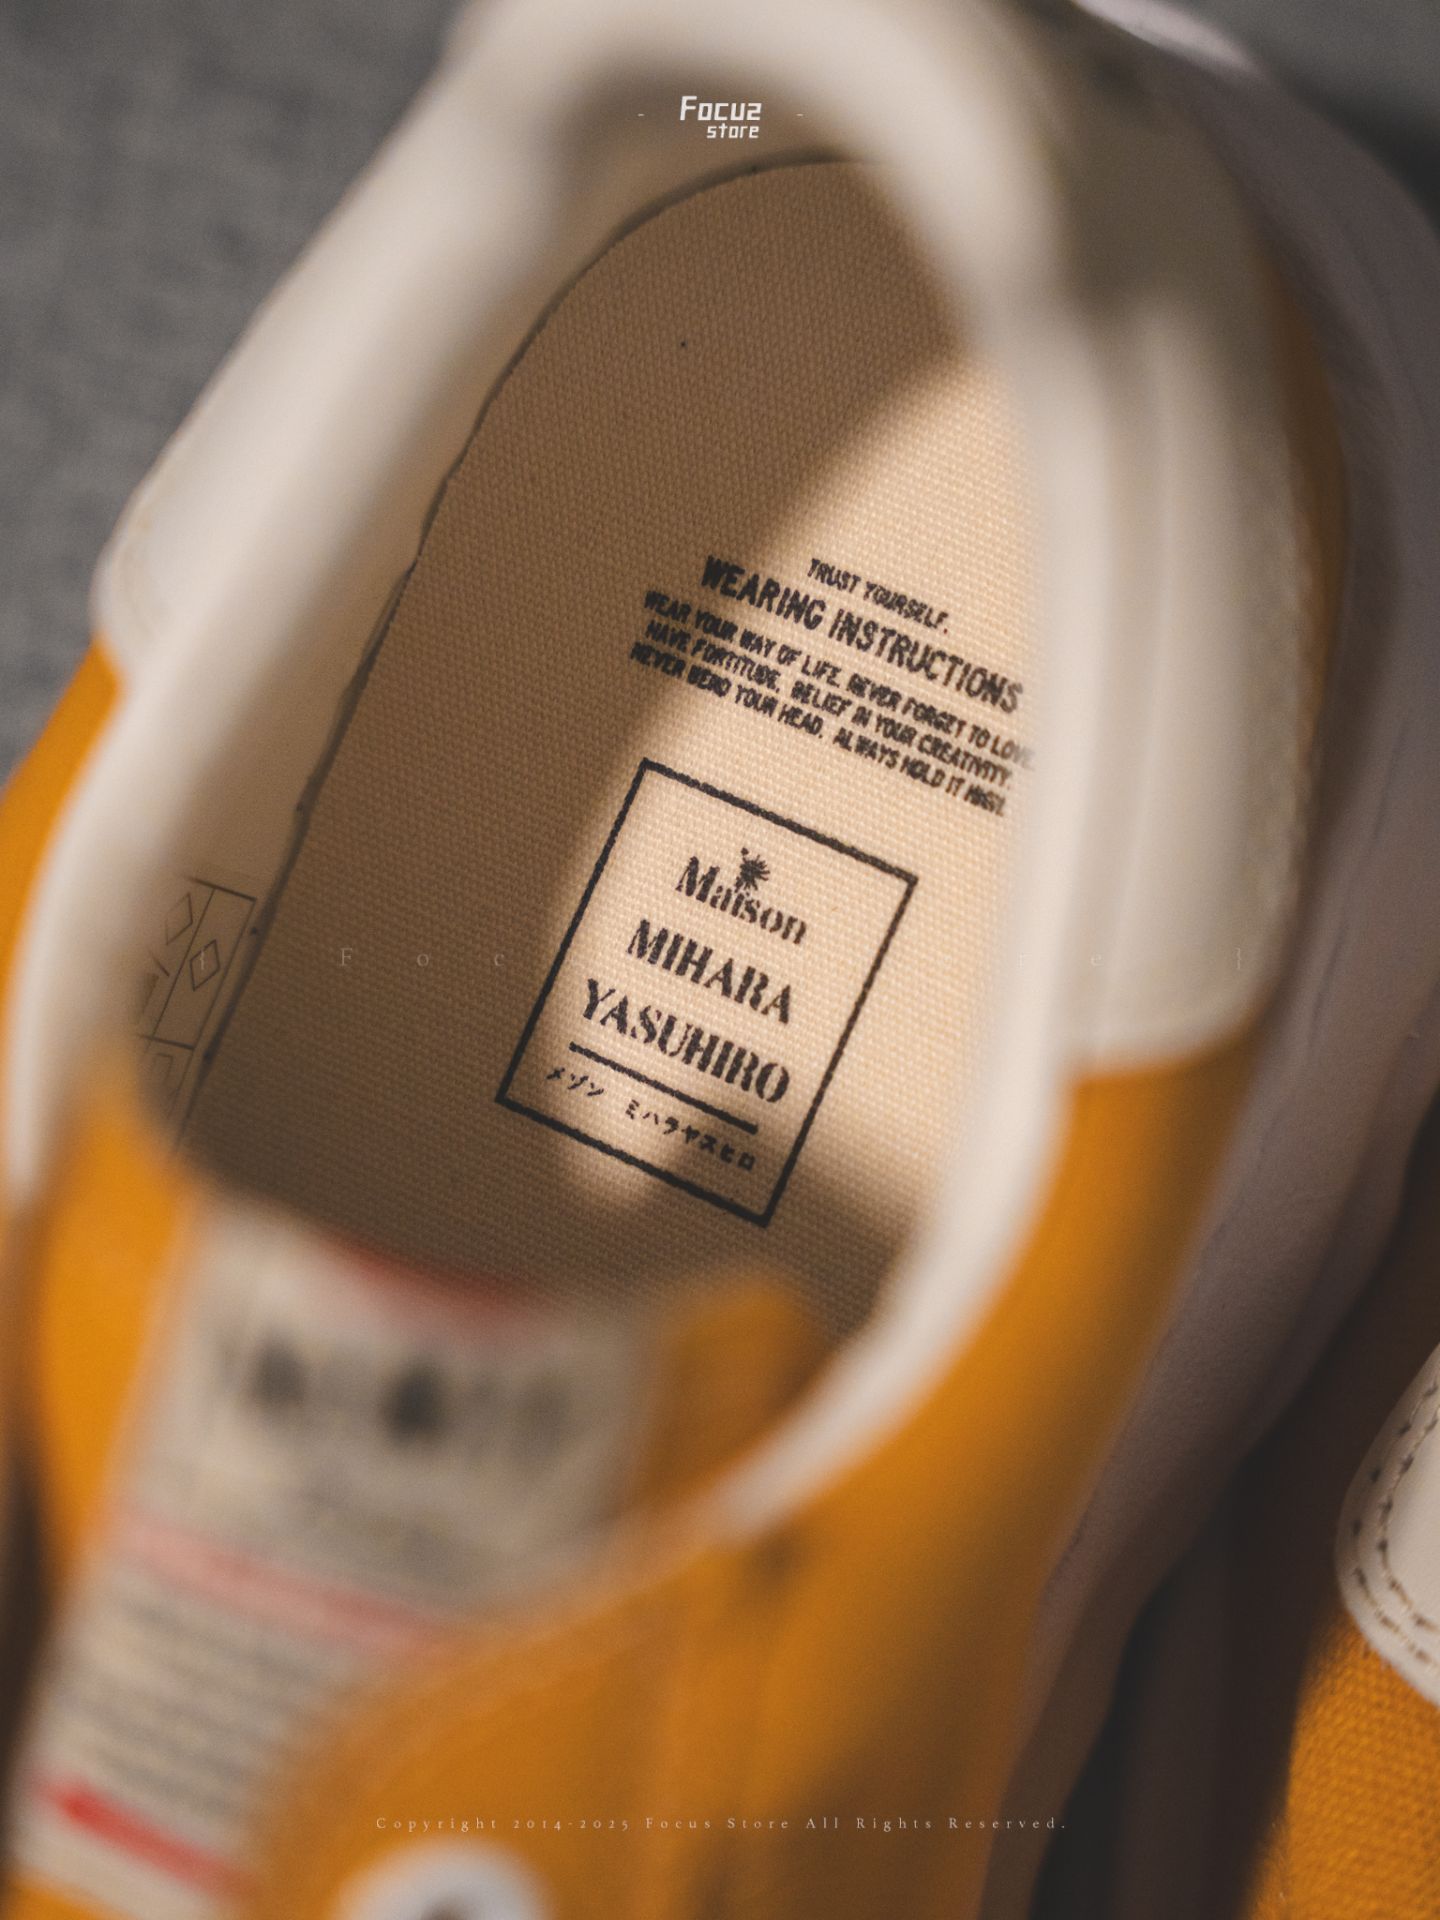 Focus
store
TRUST YOURSELF.
WEARING INSTRUCTIONS
WEAR YOUR WAY OF LIFE. NEVER FORGET TO LOVE.
HAVE FORTITUDE, BELIEF IN YOUR CREATIVITY.
NEVER BEND YOUR HEAD. ALWAYS HOLD IT HIGH.
Maison
MIHARA
YASUHIRO
メゾン ミハラヤスヒロ
Copyright 2014-2025 Focus Store All Rights Reserved.